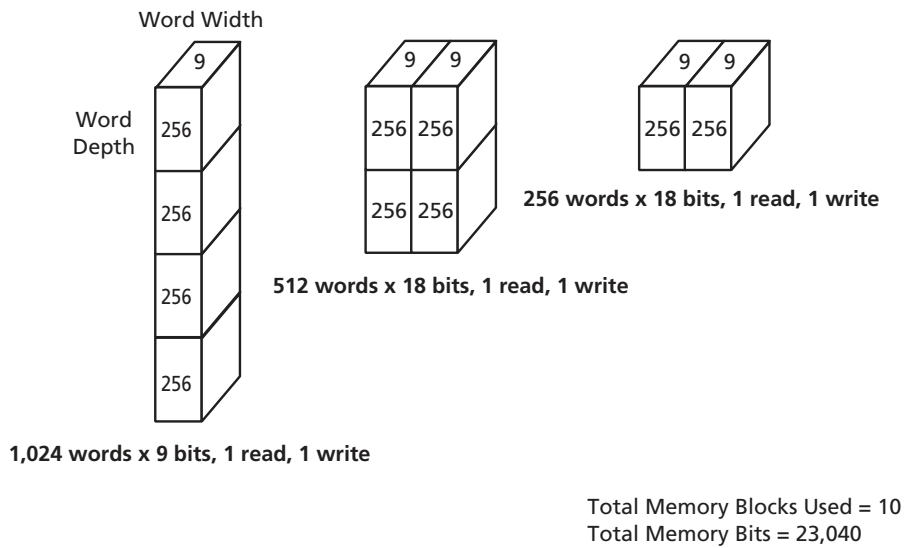 Word Width
9
Word
Depth
256
256
256
256
1,024 words x 9 bits, 1 read, 1 write
9 9
256 256
256 256
512 words x 18 bits, 1 read, 1 write
9 9
256 256
256 words x 18 bits, 1 read, 1 write
Total Memory Blocks Used = 10
Total Memory Bits = 23,040